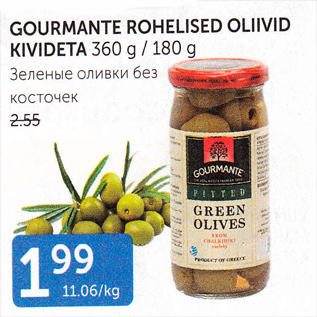 GOURMANTE ROHELISED OLIIVID
KIVIDETA 360 g / 180 g
Зеленые оливки без
косточек
2.55
1 99
11.06/kg
GOURMANTE
PITTED
GREEN
OLIVES
FROM
CHALKIDIKI
variety
PRODUCT OF GREECE